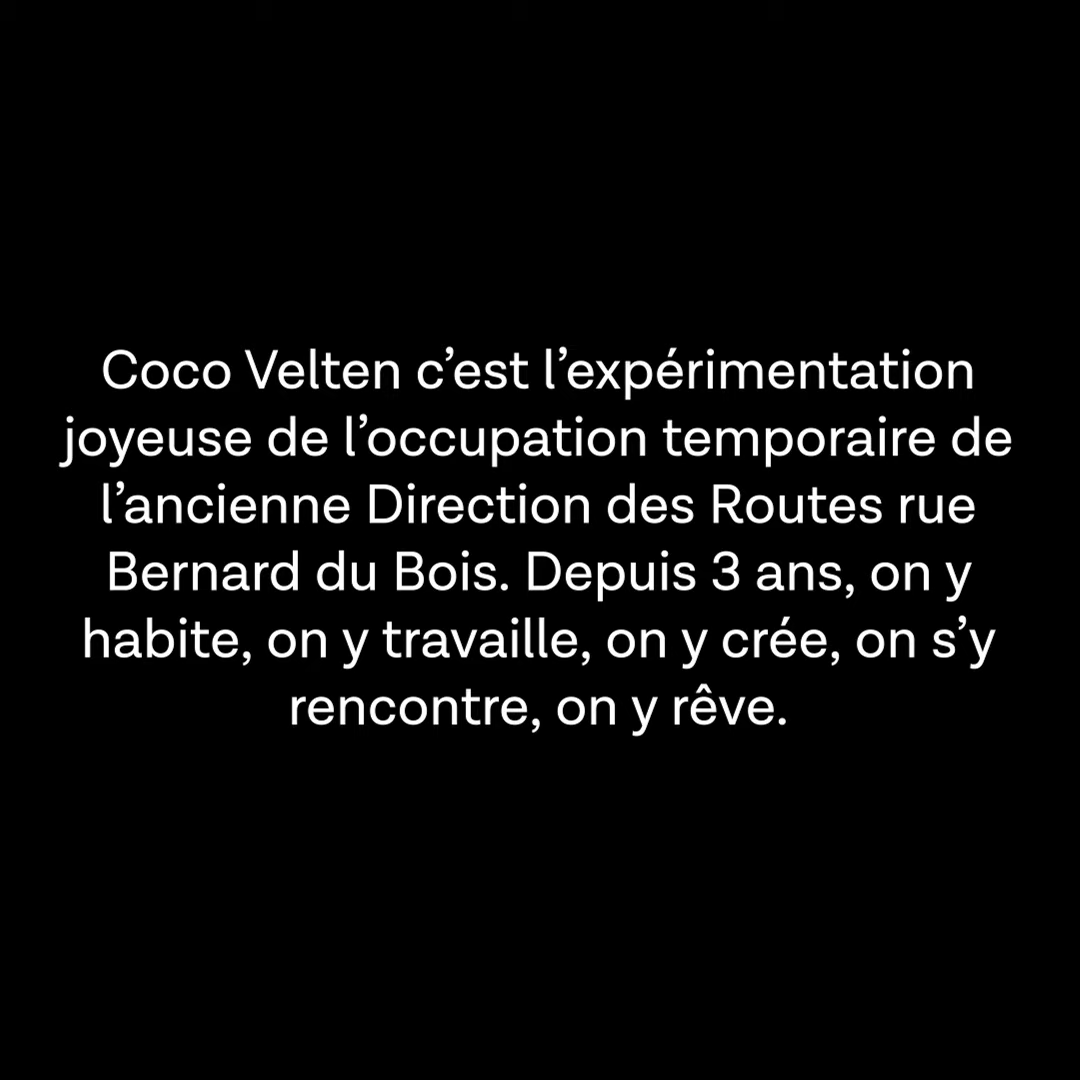 Coco Velten c’est l’expérimentation
joyeuse de l’occupation temporaire de
l’ancienne Direction des Routes rue
Bernard du Bois. Depuis 3 ans, on y
habite, on y travaille, on y crée, on s’y
rencontre, on y rêve.